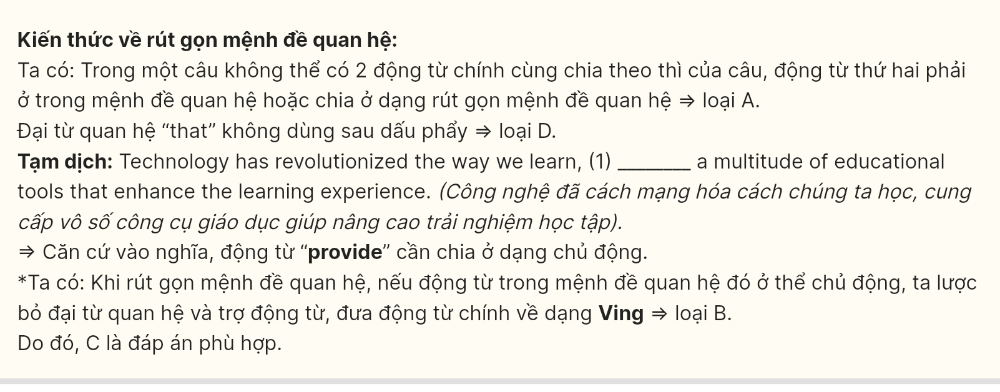 Kiến thức về rút gọn mệnh đề quan hệ:
Ta có: Trong một câu không thể có 2 động từ chính cùng chia theo thì của câu, động từ thứ hai phải
ở trong mệnh đề quan hệ hoặc chia ở dạng rút gọn mệnh đề quan hệ ⇒ loại A.
Đại từ quan hệ “that” không dùng sau dấu phẩy ⇒ loại D.
Tạm dịch: Technology has revolutionized the way we learn, (1) ________ a multitude of educational
tools that enhance the learning experience. (Công nghệ đã cách mạng hóa cách chúng ta học, cung
cấp vô số công cụ giáo dục giúp nâng cao trải nghiệm học tập).
⇒ Căn cứ vào nghĩa, động từ “provide” cần chia ở dạng chủ động.
*Ta có: Khi rút gọn mệnh đề quan hệ, nếu động từ trong mệnh đề quan hệ đó ở thể chủ động, ta lược
bỏ đại từ quan hệ và trợ động từ, đưa động từ chính về dạng Ving ⇒ loại B.
Do đó, C là đáp án phù hợp.